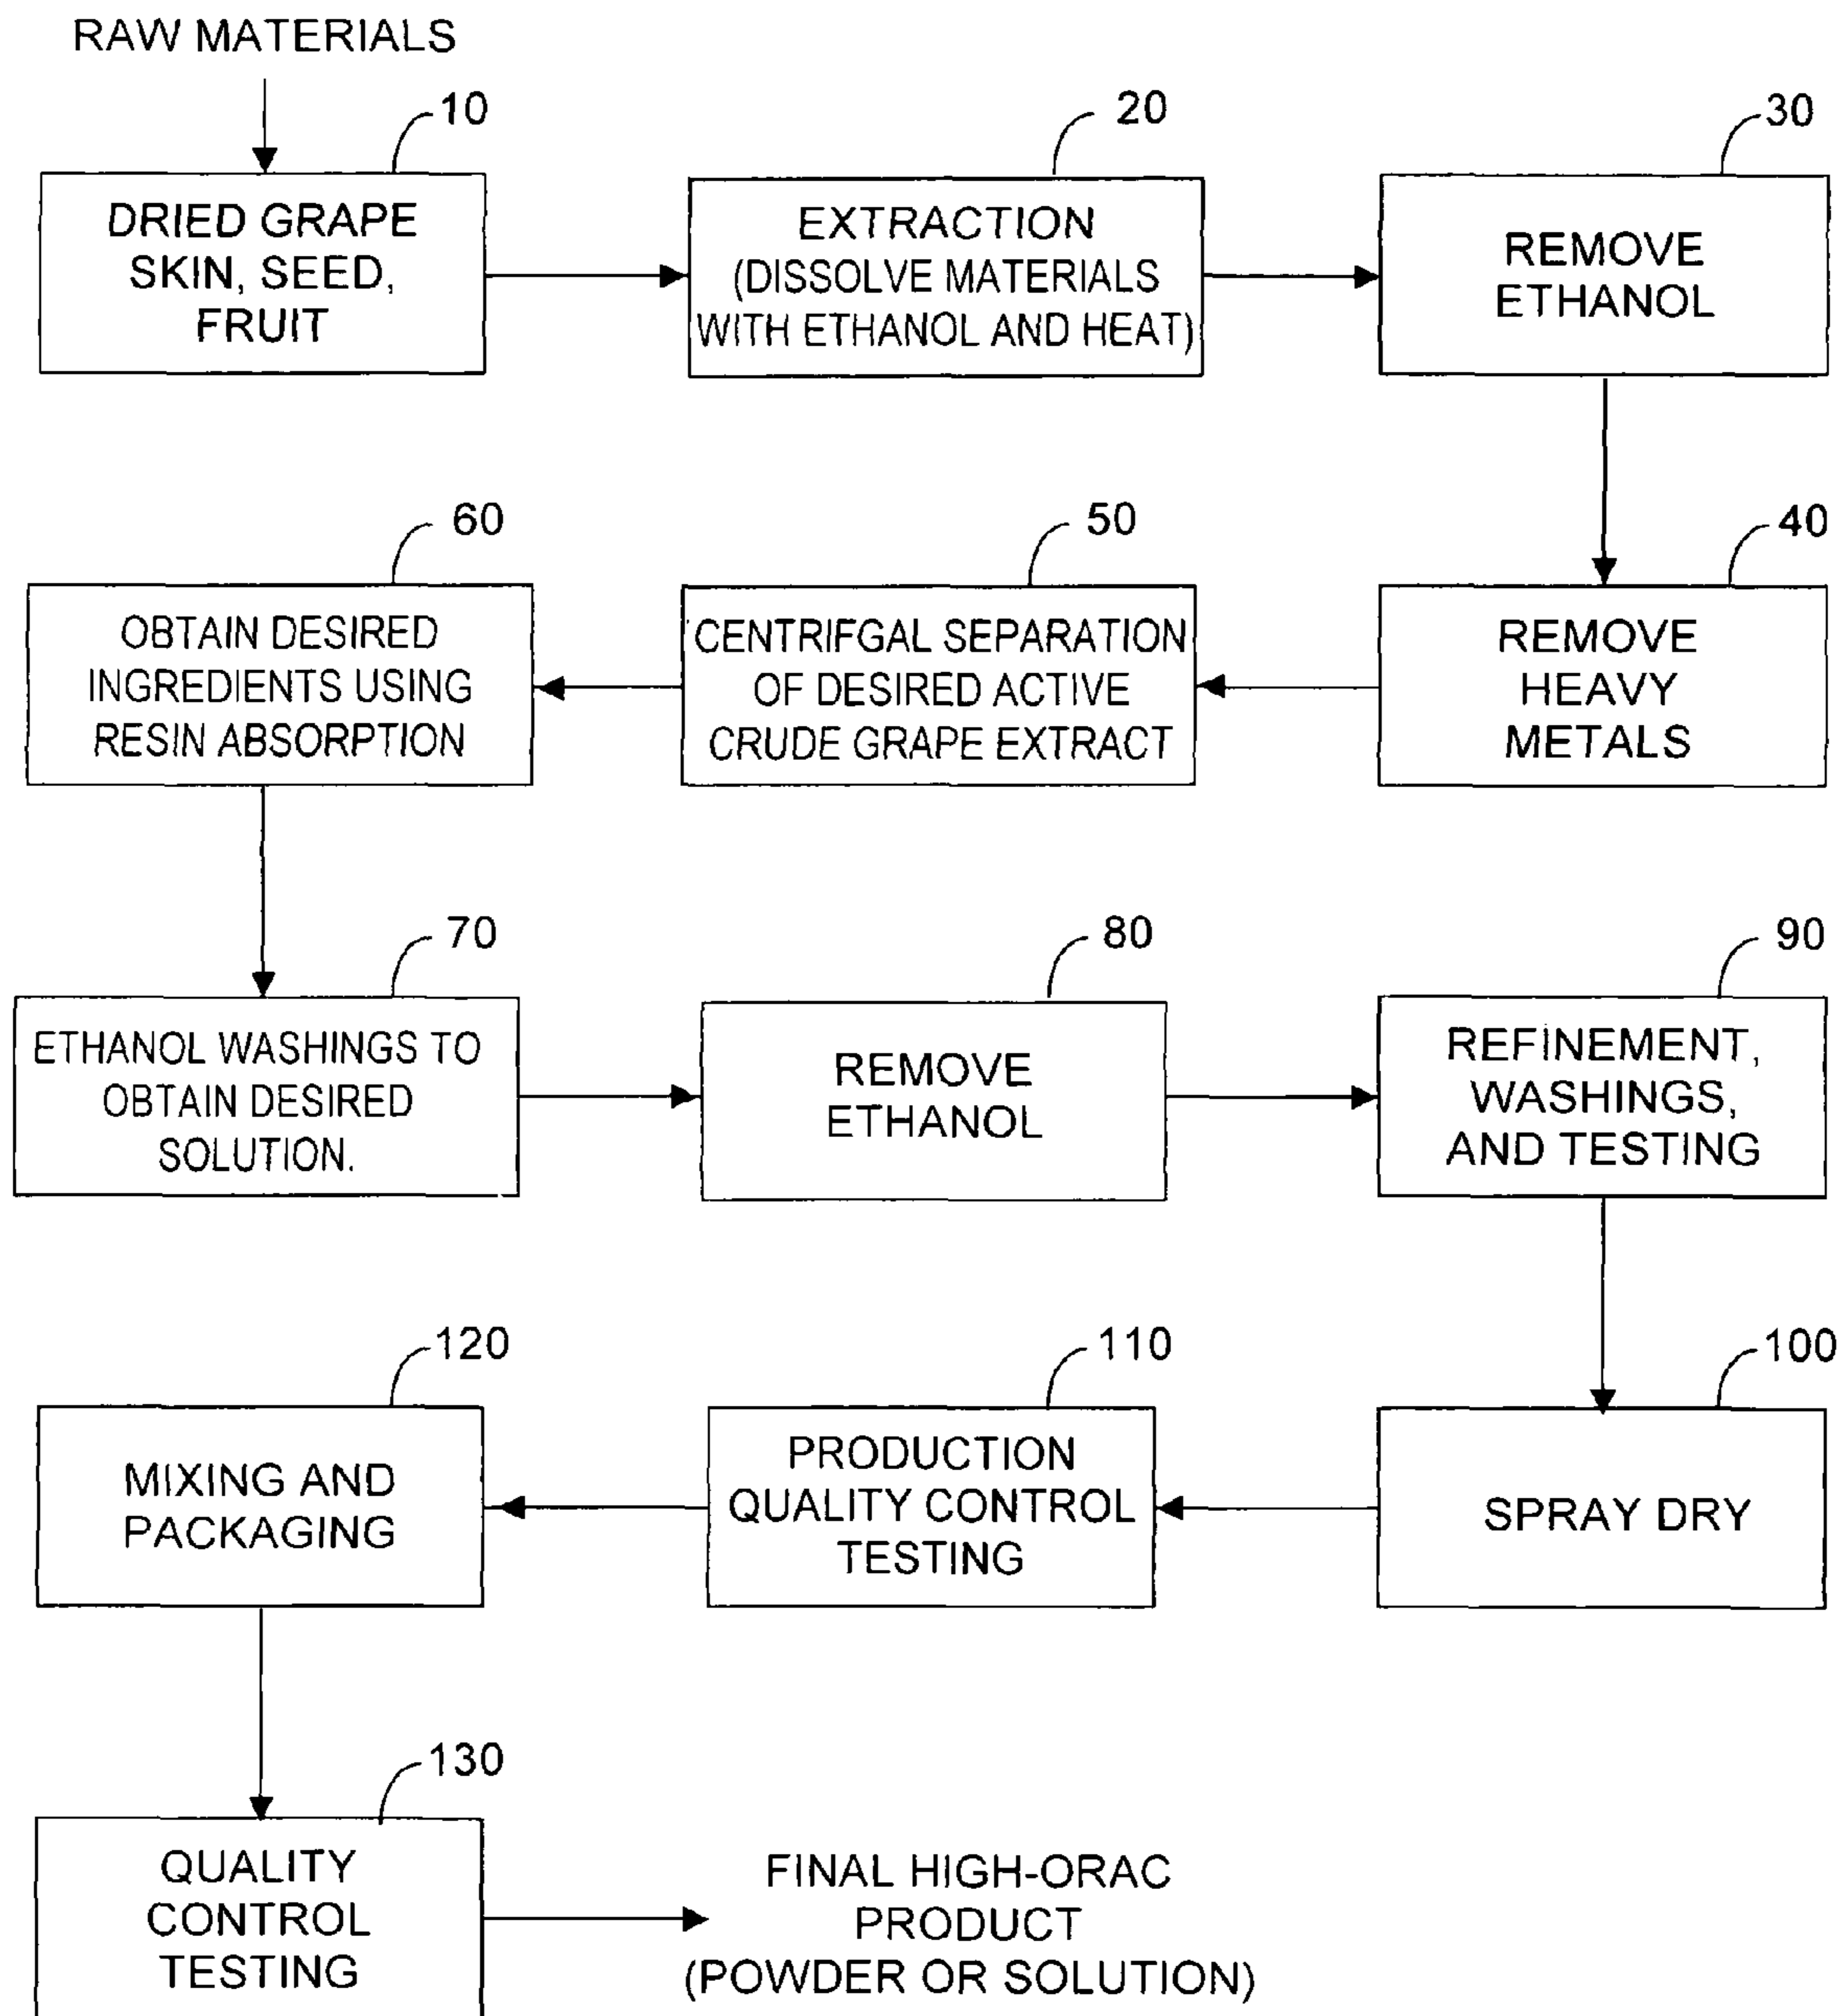 RAW MATERIALS
10
DRIED GRAPE
SKIN, SEED,
FRUIT
20
EXTRACTION
(DISSOLVE MATERIALS
WITH ETHANOL AND HEAT)
30
REMOVE
ETHANOL
40
REMOVE
HEAVY
METALS
50
CENTRIFGAL SEPARATION
OF DESIRED ACTIVE
CRUDE GRAPE EXTRACT
60
OBTAIN DESIRED
INGREDIENTS USING
RESIN ABSORPTION
70
ETHANOL WASHINGS TO
OBTAIN DESIRED
SOLUTION.
80
REMOVE
ETHANOL
90
REFINEMENT,
WASHINGS,
AND TESTING
100
SPRAY DRY
110
PRODUCTION
QUALITY CONTROL
TESTING
120
MIXING AND
PACKAGING
130
QUALITY
CONTROL
TESTING
FINAL HIGH-ORAC
PRODUCT
(POWDER OR SOLUTION)